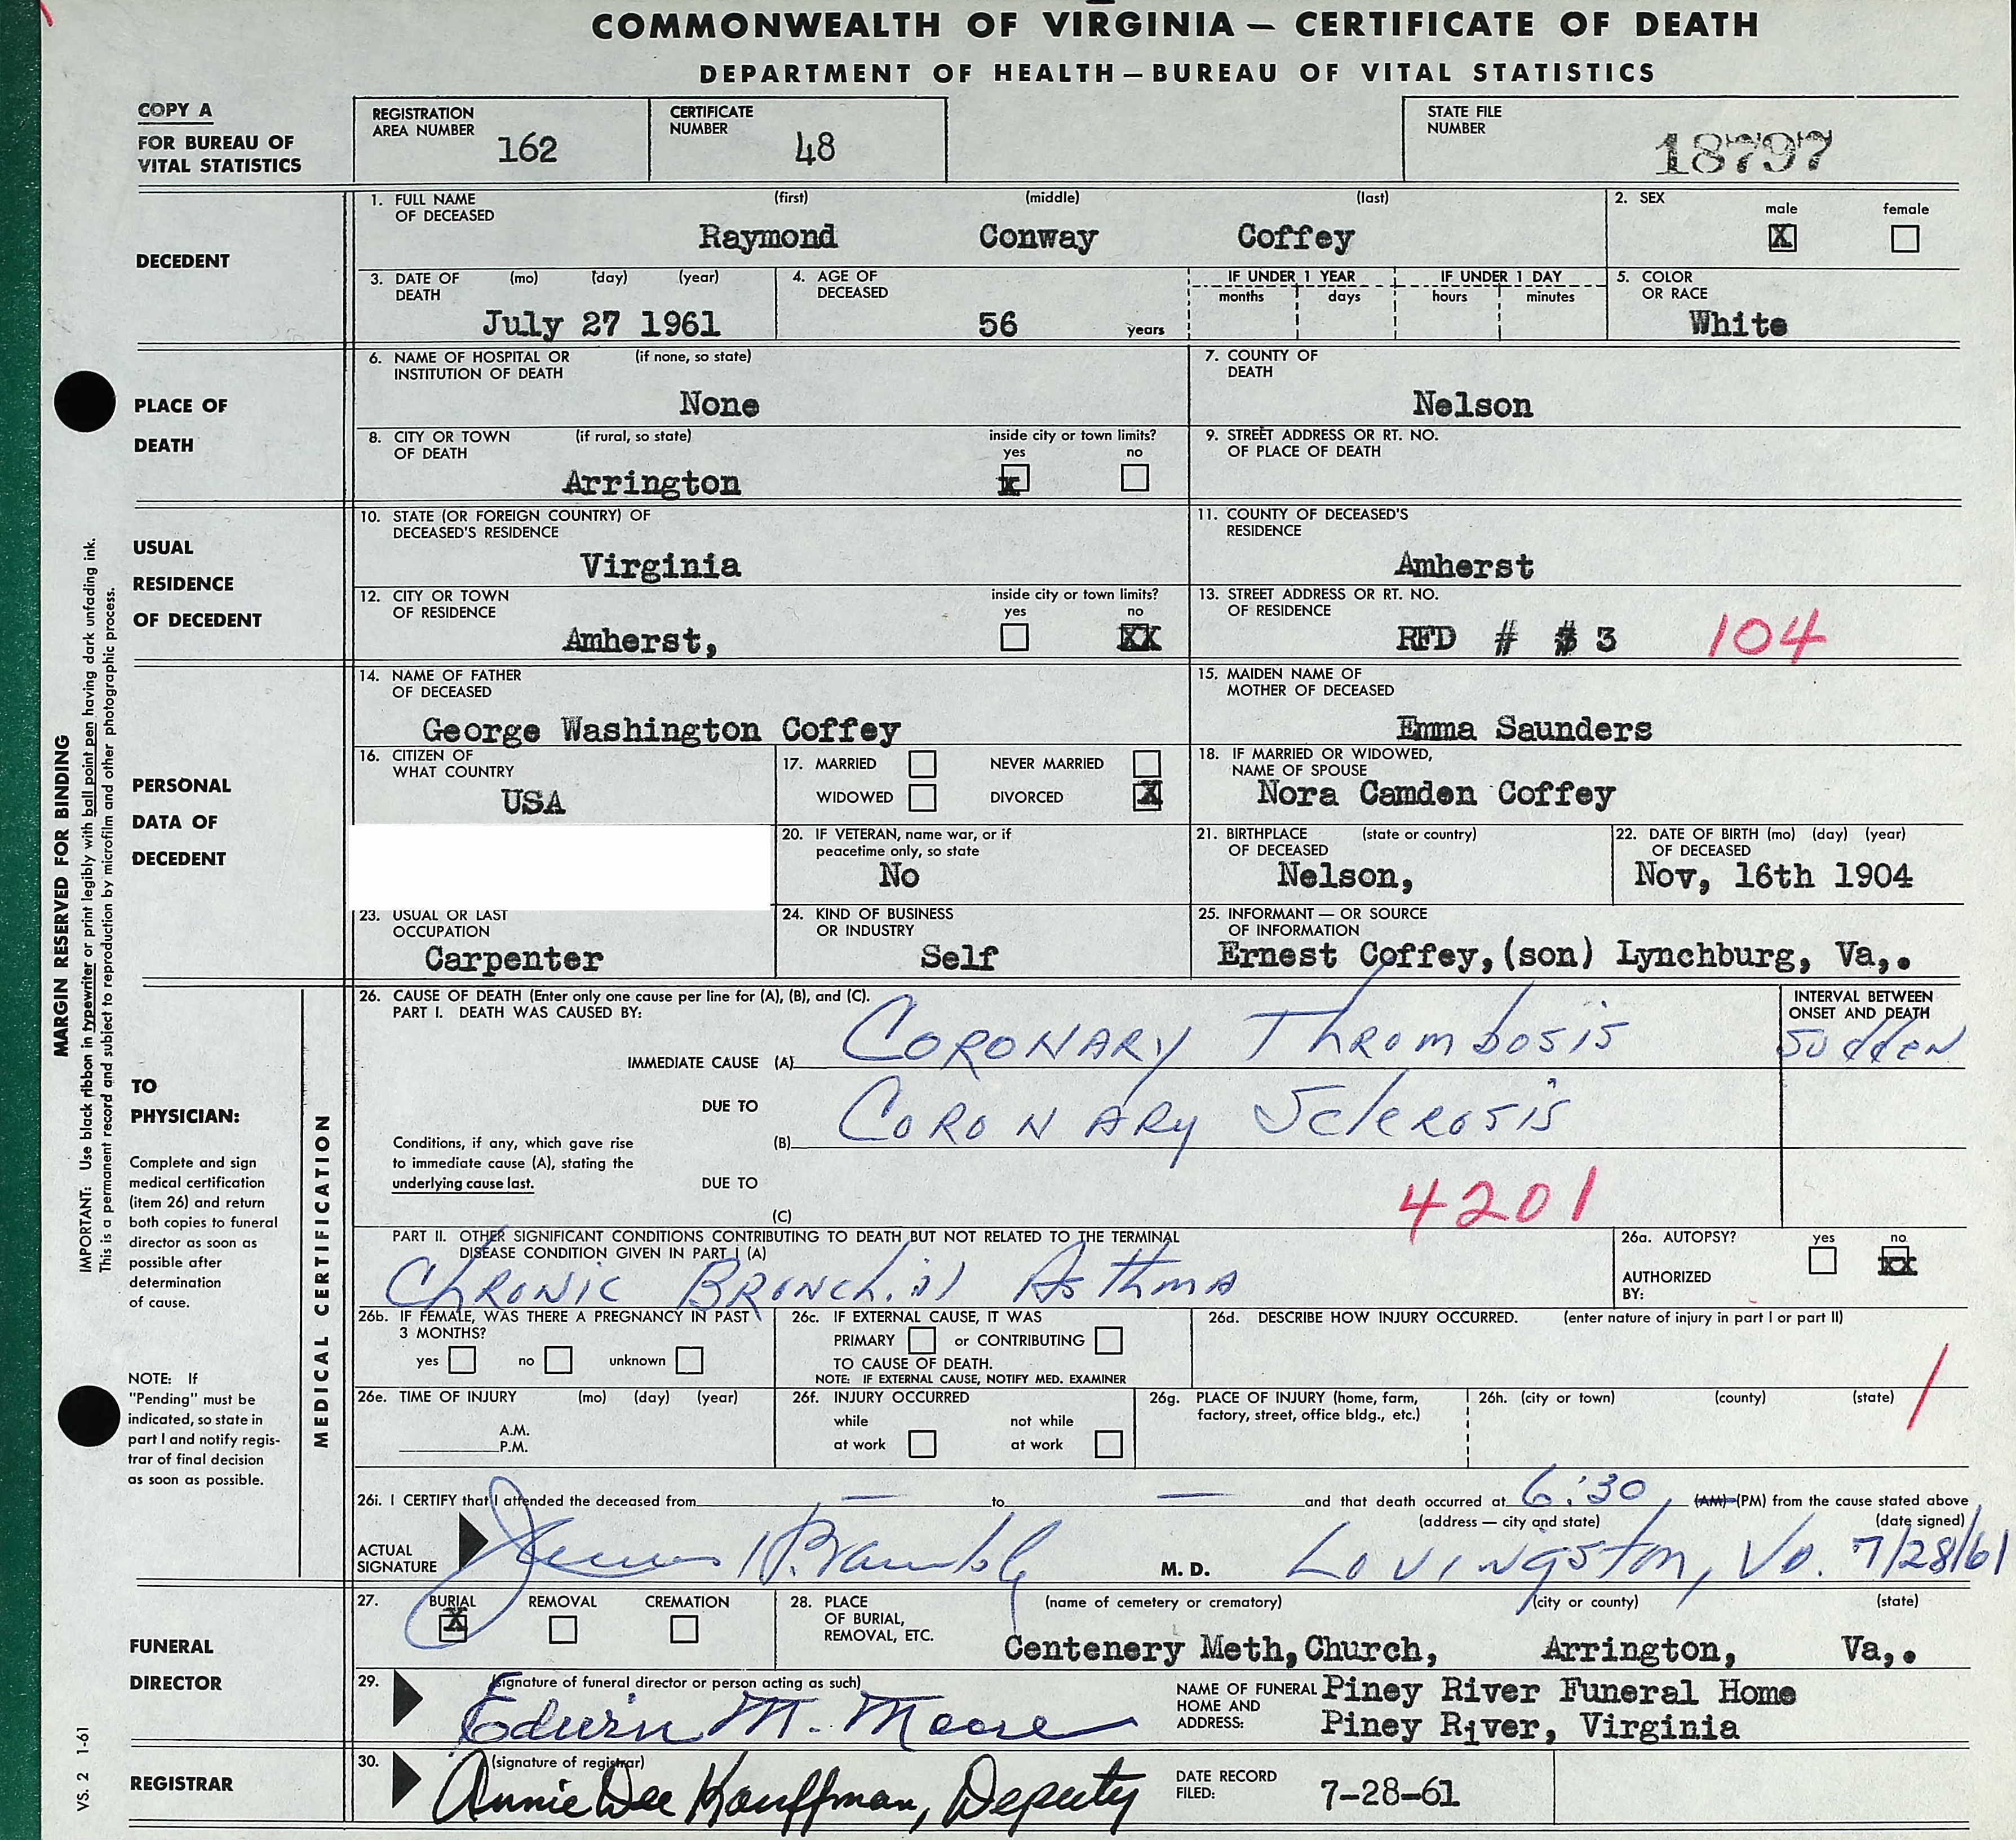 COMMONWEALTH OF VIRGINIA — CERTIFICATE OF DEATH
DEPARTMENT OF HEALTH — BUREAU OF VITAL STATISTICS
COPY A
FOR BUREAU OF
VITAL STATISTICS
REGISTRATION
AREA NUMBER 162
CERTIFICATE
NUMBER 48
STATE FILE
NUMBER 18797
DECEDENT
1. FULL NAME
OF DECEASED
(first) (middle) (last)
Raymond Conway Coffey
2. SEX
male female
X
3. DATE OF
DEATH
(mo) (day) (year)
July 27 1961
4. AGE OF
DECEASED
56 years
IF UNDER 1 YEAR
months days
IF UNDER 1 DAY
hours minutes
5. COLOR
OR RACE
White
PLACE OF
DEATH
6. NAME OF HOSPITAL OR (if none, so state)
INSTITUTION OF DEATH
None
7. COUNTY OF
DEATH
Nelson
8. CITY OR TOWN (if rural, so state)
OF DEATH
Arrington
inside city or town limits?
yes no
x
9. STREET ADDRESS OR RT. NO.
OF PLACE OF DEATH
USUAL
RESIDENCE
OF DECEDENT
10. STATE (OR FOREIGN COUNTRY) OF
DECEASED'S RESIDENCE
Virginia
11. COUNTY OF DECEASED'S
RESIDENCE
Amherst
12. CITY OR TOWN
OF RESIDENCE
Amherst,
inside city or town limits?
yes no
XX
13. STREET ADDRESS OR RT. NO.
OF RESIDENCE
RFD # 3 104
PERSONAL
DATA OF
DECEDENT
14. NAME OF FATHER
OF DECEASED
George Washington Coffey
15. MAIDEN NAME OF
MOTHER OF DECEASED
Emma Saunders
16. CITIZEN OF
WHAT COUNTRY
USA
17. MARRIED NEVER MARRIED
WIDOWED DIVORCED X
18. IF MARRIED OR WIDOWED,
NAME OF SPOUSE
Nora Camden Coffey
20. IF VETERAN, name war, or if
peacetime only, so state
No
21. BIRTHPLACE (state or country)
OF DECEASED
Nelson,
22. DATE OF BIRTH (mo) (day) (year)
OF DECEASED
Nov, 16th 1904
23. USUAL OR LAST
OCCUPATION
Carpenter
24. KIND OF BUSINESS
OR INDUSTRY
Self
25. INFORMANT — OR SOURCE
OF INFORMATION
Ernest Coffey, (son) Lynchburg, Va,.
TO
PHYSICIAN:
Complete and sign
medical certification
(item 26) and return
both copies to funeral
director as soon as
possible after
determination
of cause.
NOTE: If
"Pending" must be
indicated, so state in
part I and notify regis-
trar of final decision
as soon as possible.
MEDICAL CERTIFICATION
26. CAUSE OF DEATH (Enter only one cause per line for (A), (B), and (C).
PART I. DEATH WAS CAUSED BY:
IMMEDIATE CAUSE (A) Coronary Thrombosis
INTERVAL BETWEEN
ONSET AND DEATH
Sudden
DUE TO
(B) Coronary Sclerosis
Conditions, if any, which gave rise
to immediate cause (A), stating the
underlying cause last.
DUE TO
(C)
4201
PART II. OTHER SIGNIFICANT CONDITIONS CONTRIBUTING TO DEATH BUT NOT RELATED TO THE TERMINAL
DISEASE CONDITION GIVEN IN PART I (A)
Chronic Bronchial Asthma
26a. AUTOPSY? yes no
XX
AUTHORIZED
BY:
26b. IF FEMALE, WAS THERE A PREGNANCY IN PAST
3 MONTHS?
yes no unknown
26c. IF EXTERNAL CAUSE, IT WAS
PRIMARY or CONTRIBUTING
TO CAUSE OF DEATH.
NOTE: IF EXTERNAL CAUSE, NOTIFY MED. EXAMINER
26d. DESCRIBE HOW INJURY OCCURRED. (enter nature of injury in part I or part II)
26e. TIME OF INJURY (mo) (day) (year)
A.M.
P.M.
26f. INJURY OCCURRED
while not while
at work at work
26g. PLACE OF INJURY (home, farm,
factory, street, office bldg., etc.)
26h. (city or town) (county) (state)
26i. I CERTIFY that I attended the deceased from — to — and that death occurred at 6:30 (AM) (PM) from the cause stated above
(address — city and state) (date signed)
ACTUAL
SIGNATURE
M. D. Lovingston, Va. 7/28/61
FUNERAL
DIRECTOR
27. BURIAL REMOVAL CREMATION
X
28. PLACE
OF BURIAL,
REMOVAL, ETC.
(name of cemetery or crematory) (city or county) (state)
Centenery Meth, Church, Arrington, Va,.
29. (signature of funeral director or person acting as such)
Edwin M. Moore
NAME OF FUNERAL
HOME AND
ADDRESS:
Piney River Funeral Home
Piney River, Virginia
REGISTRAR
30. (signature of registrar)
Annie Dee Kauffman, Deputy
DATE RECORD
FILED:
7-28-61
MARGIN RESERVED FOR BINDING
IMPORTANT: Use black ribbon in typewriter or print legibly with ball point pen having dark unfading ink.
This is a permanent record and subject to reproduction by microfilm and other photographic process.
VS. 2 1-61